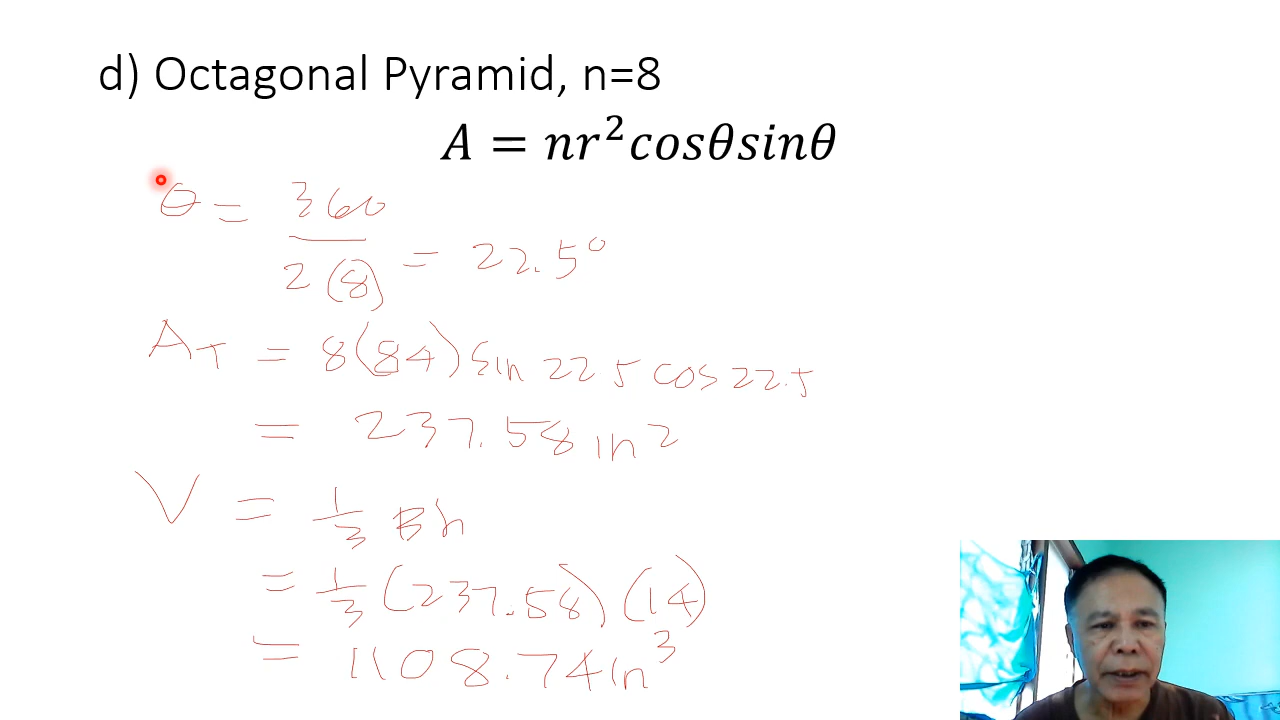 d) Octagonal Pyramid, n=8
A = nr²cosθsinθ
θ = 360 / 2(8) = 22.5°
A_T = 8(84) sin 22.5 cos 22.5
= 237.58 in²
V = 1/3 Bh
= 1/3 (237.58) (14)
= 1108.74 in³